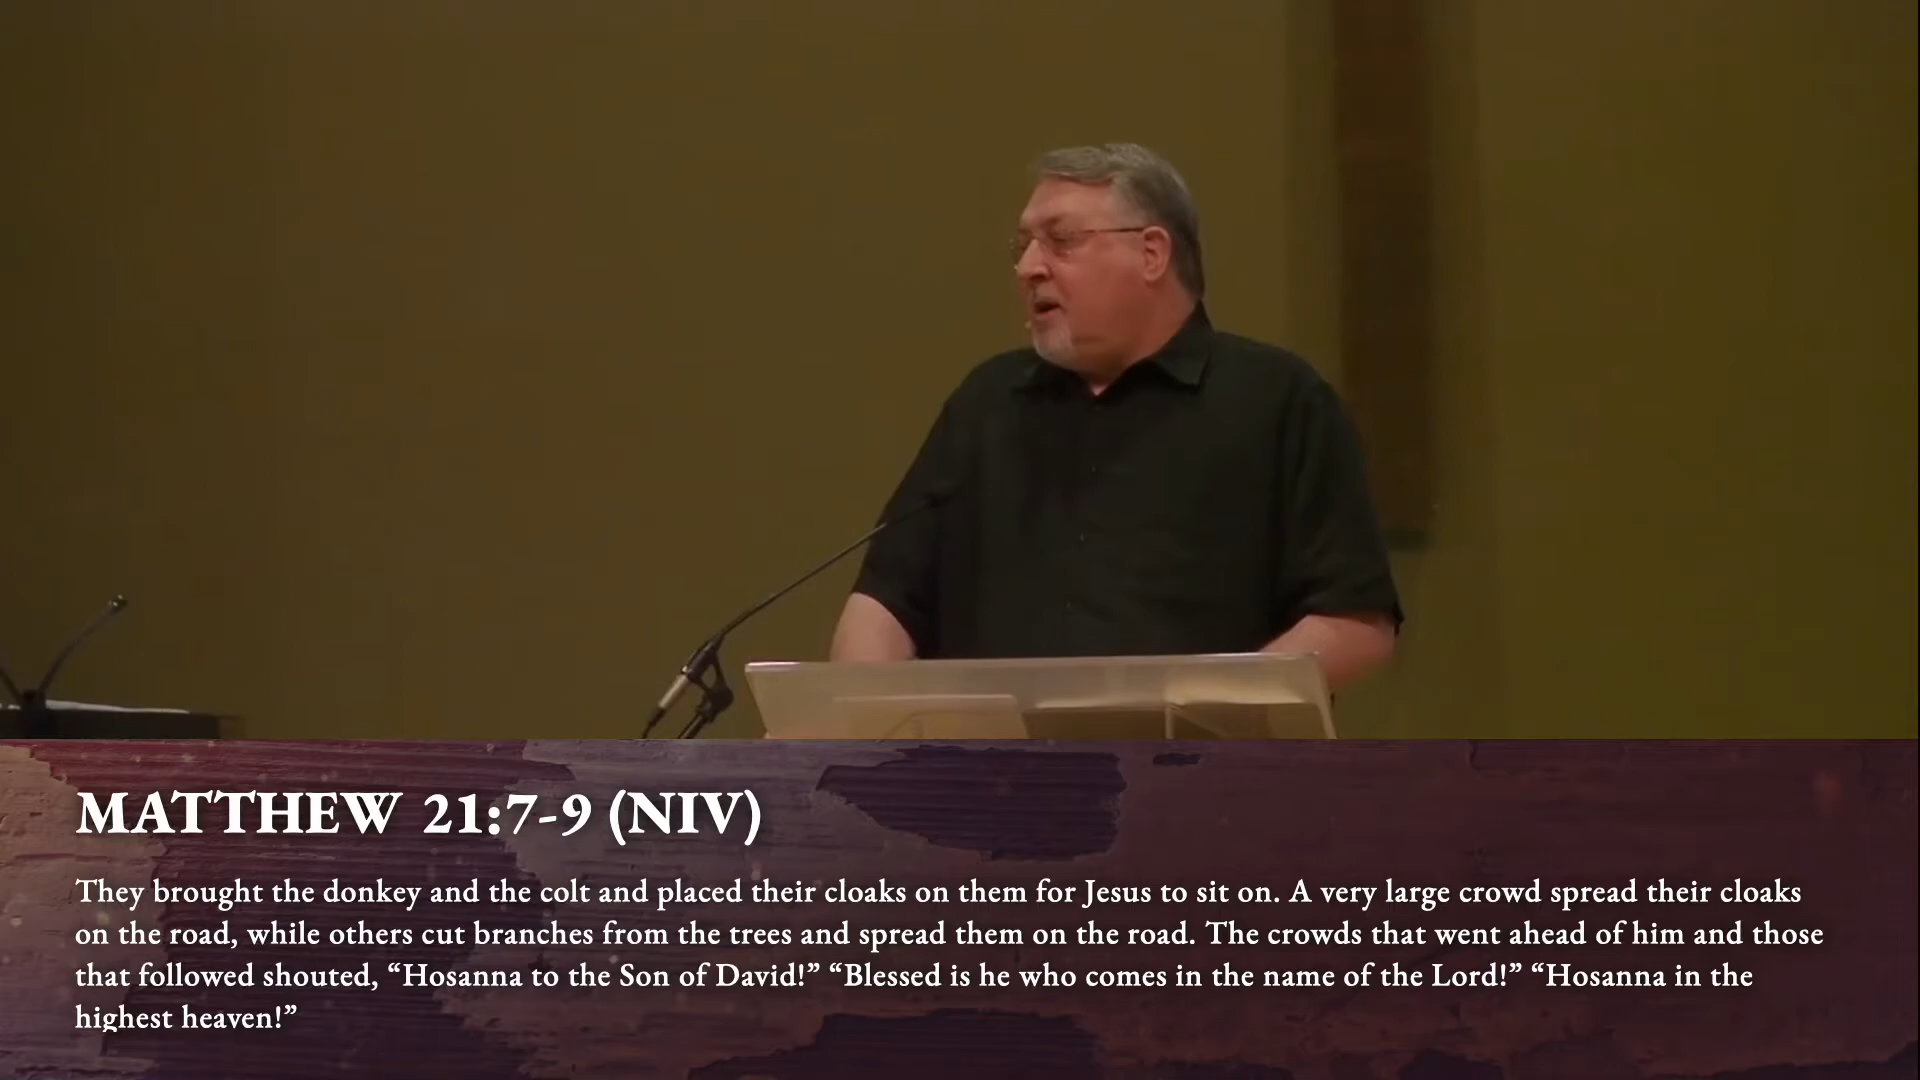 MATTHEW 21:7-9 (NIV)
They brought the donkey and the colt and placed their cloaks on them for Jesus to sit on. A very large crowd spread their cloaks
on the road, while others cut branches from the trees and spread them on the road. The crowds that went ahead of him and those
that followed shouted, “Hosanna to the Son of David!” “Blessed is he who comes in the name of the Lord!” “Hosanna in the
highest heaven!”